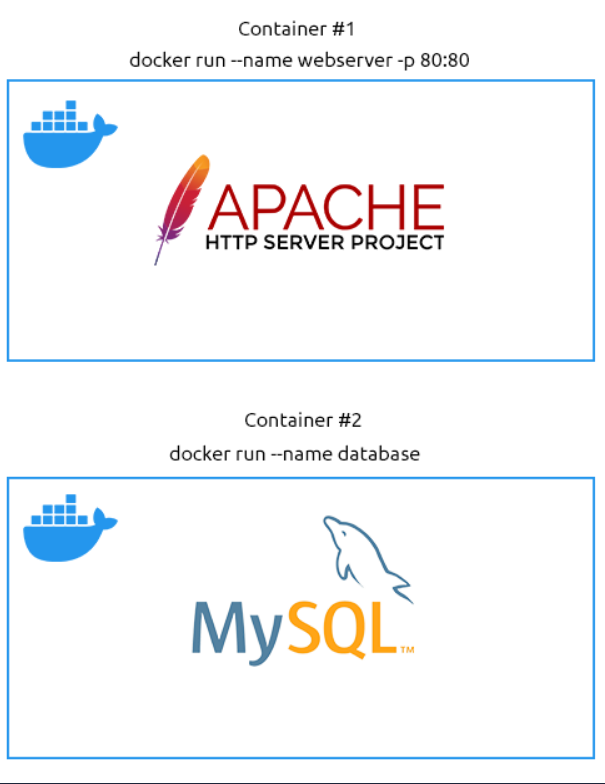 Container #1
docker run --name webserver -p 80:80
APACHE
HTTP SERVER PROJECT
Container #2
docker run --name database
MySQL™